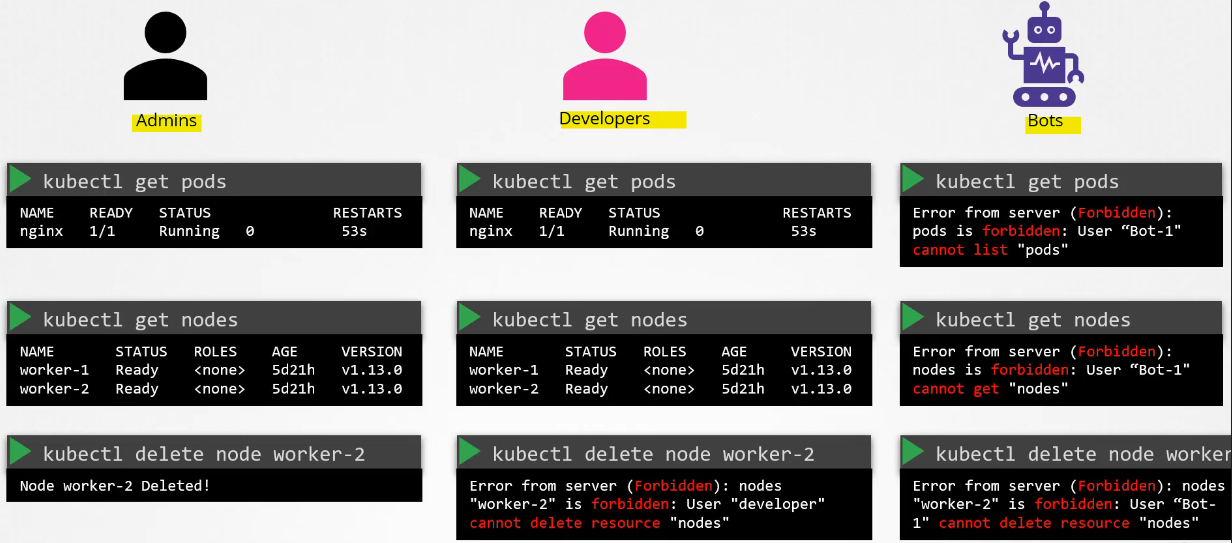 Admins
Developers
Bots
kubectl get pods
NAME READY STATUS RESTARTS
nginx 1/1 Running 0 53s
kubectl get pods
NAME READY STATUS RESTARTS
nginx 1/1 Running 0 53s
kubectl get pods
Error from server (Forbidden):
pods is forbidden: User “Bot-1"
cannot list "pods"
kubectl get nodes
NAME STATUS ROLES AGE VERSION
worker-1 Ready <none> 5d21h v1.13.0
worker-2 Ready <none> 5d21h v1.13.0
kubectl get nodes
NAME STATUS ROLES AGE VERSION
worker-1 Ready <none> 5d21h v1.13.0
worker-2 Ready <none> 5d21h v1.13.0
kubectl get nodes
Error from server (Forbidden):
nodes is forbidden: User “Bot-1"
cannot get "nodes"
kubectl delete node worker-2
Node worker-2 Deleted!
kubectl delete node worker-2
Error from server (Forbidden): nodes
"worker-2" is forbidden: User "developer"
cannot delete resource "nodes"
kubectl delete node worker
Error from server (Forbidden): nodes
"worker-2" is forbidden: User “Bot-
1" cannot delete resource "nodes"